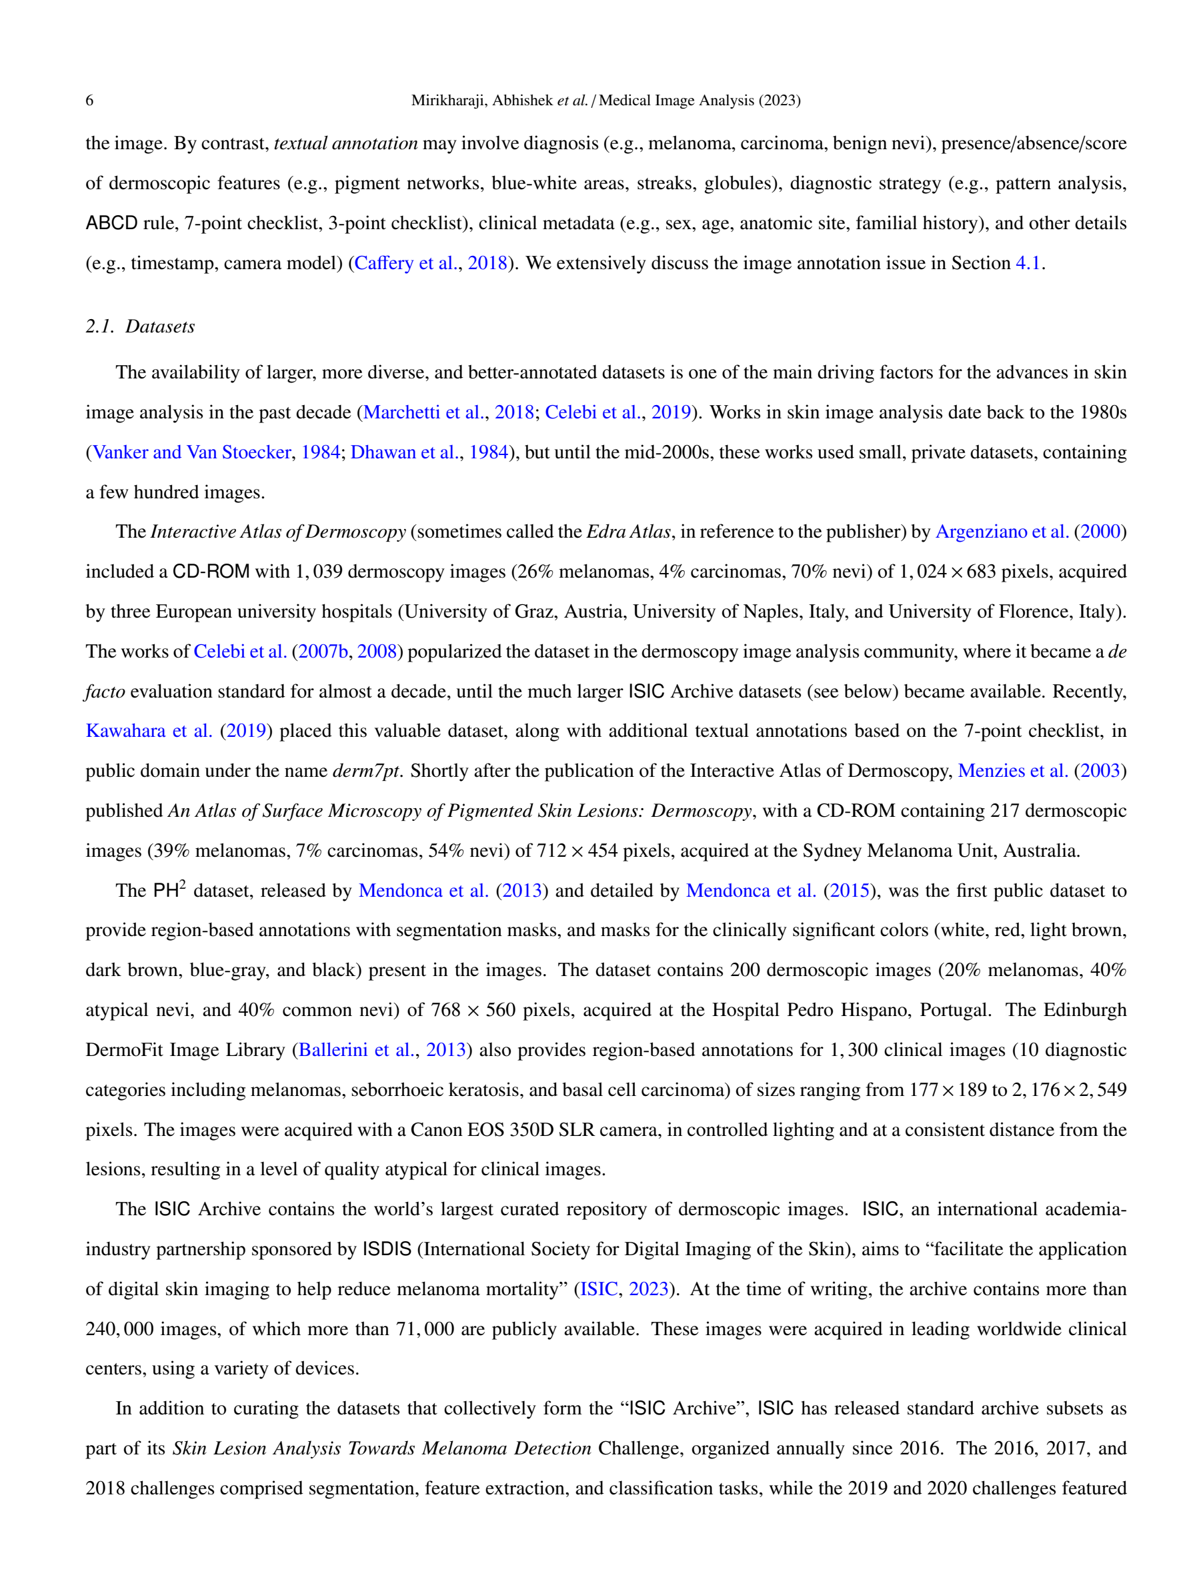 6
Mirikharaji, Abhishek et al. / Medical Image Analysis (2023)
the image. By contrast, textual annotation may involve diagnosis (e.g., melanoma, carcinoma, benign nevi), presence/absence/score
of dermoscopic features (e.g., pigment networks, blue-white areas, streaks, globules), diagnostic strategy (e.g., pattern analysis,
ABCD rule, 7-point checklist, 3-point checklist), clinical metadata (e.g., sex, age, anatomic site, familial history), and other details
(e.g., timestamp, camera model) (Caffery et al., 2018). We extensively discuss the image annotation issue in Section 4.1.
2.1. Datasets
The availability of larger, more diverse, and better-annotated datasets is one of the main driving factors for the advances in skin
image analysis in the past decade (Marchetti et al., 2018; Celebi et al., 2019). Works in skin image analysis date back to the 1980s
(Vanker and Van Stoecker, 1984; Dhawan et al., 1984), but until the mid-2000s, these works used small, private datasets, containing
a few hundred images.
The Interactive Atlas of Dermoscopy (sometimes called the Edra Atlas, in reference to the publisher) by Argenziano et al. (2000)
included a CD-ROM with 1, 039 dermoscopy images (26% melanomas, 4% carcinomas, 70% nevi) of 1, 024 × 683 pixels, acquired
by three European university hospitals (University of Graz, Austria, University of Naples, Italy, and University of Florence, Italy).
The works of Celebi et al. (2007b, 2008) popularized the dataset in the dermoscopy image analysis community, where it became a de
facto evaluation standard for almost a decade, until the much larger ISIC Archive datasets (see below) became available. Recently,
Kawahara et al. (2019) placed this valuable dataset, along with additional textual annotations based on the 7-point checklist, in
public domain under the name derm7pt. Shortly after the publication of the Interactive Atlas of Dermoscopy, Menzies et al. (2003)
published An Atlas of Surface Microscopy of Pigmented Skin Lesions: Dermoscopy, with a CD-ROM containing 217 dermoscopic
images (39% melanomas, 7% carcinomas, 54% nevi) of 712 × 454 pixels, acquired at the Sydney Melanoma Unit, Australia.
The PH² dataset, released by Mendonca et al. (2013) and detailed by Mendonca et al. (2015), was the first public dataset to
provide region-based annotations with segmentation masks, and masks for the clinically significant colors (white, red, light brown,
dark brown, blue-gray, and black) present in the images. The dataset contains 200 dermoscopic images (20% melanomas, 40%
atypical nevi, and 40% common nevi) of 768 × 560 pixels, acquired at the Hospital Pedro Hispano, Portugal. The Edinburgh
DermoFit Image Library (Ballerini et al., 2013) also provides region-based annotations for 1, 300 clinical images (10 diagnostic
categories including melanomas, seborrhoeic keratosis, and basal cell carcinoma) of sizes ranging from 177 × 189 to 2, 176 × 2, 549
pixels. The images were acquired with a Canon EOS 350D SLR camera, in controlled lighting and at a consistent distance from the
lesions, resulting in a level of quality atypical for clinical images.
The ISIC Archive contains the world's largest curated repository of dermoscopic images. ISIC, an international academia-
industry partnership sponsored by ISDIS (International Society for Digital Imaging of the Skin), aims to “facilitate the application
of digital skin imaging to help reduce melanoma mortality” (ISIC, 2023). At the time of writing, the archive contains more than
240, 000 images, of which more than 71, 000 are publicly available. These images were acquired in leading worldwide clinical
centers, using a variety of devices.
In addition to curating the datasets that collectively form the “ISIC Archive”, ISIC has released standard archive subsets as
part of its Skin Lesion Analysis Towards Melanoma Detection Challenge, organized annually since 2016. The 2016, 2017, and
2018 challenges comprised segmentation, feature extraction, and classification tasks, while the 2019 and 2020 challenges featured